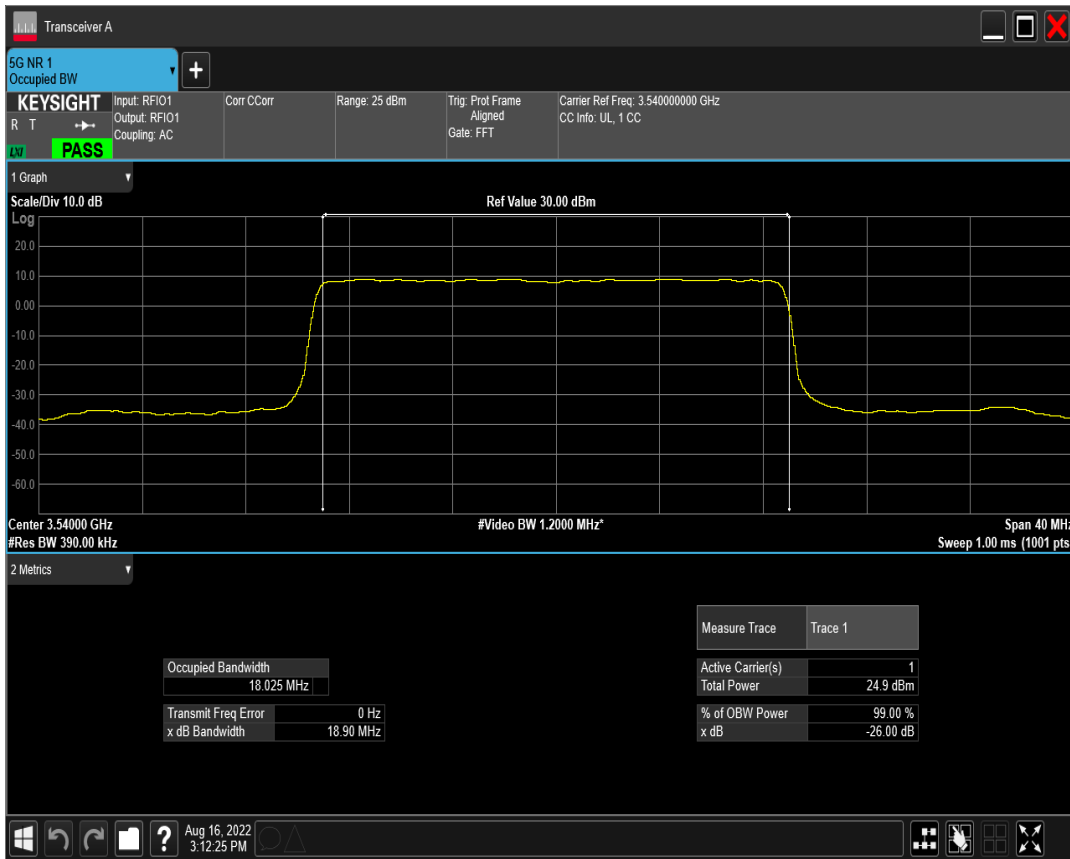 Transceiver A
5G NR 1
Occupied BW
+
KEYSIGHT
R T
LXI
PASS
Input: RFIO1
Output: RFIO1
Coupling: AC
Corr CCorr
Range: 25 dBm
Trig: Prot Frame
Aligned
Gate: FFT
Carrier Ref Freq: 3.540000000 GHz
CC Info: UL, 1 CC
1 Graph
Scale/Div 10.0 dB
Ref Value 30.00 dBm
Log
20.0
10.0
0.00
-10.0
-20.0
-30.0
-40.0
-50.0
-60.0
Center 3.54000 GHz
#Video BW 1.2000 MHz*
Span 40 MHz
#Res BW 390.00 kHz
Sweep 1.00 ms (1001 pts
2 Metrics
Measure Trace Trace 1
Occupied Bandwidth
18.025 MHz
Active Carrier(s) 1
Total Power 24.9 dBm
Transmit Freq Error 0 Hz
x dB Bandwidth 18.90 MHz
% of OBW Power 99.00 %
x dB -26.00 dB
?
Aug 16, 2022
3:12:25 PM